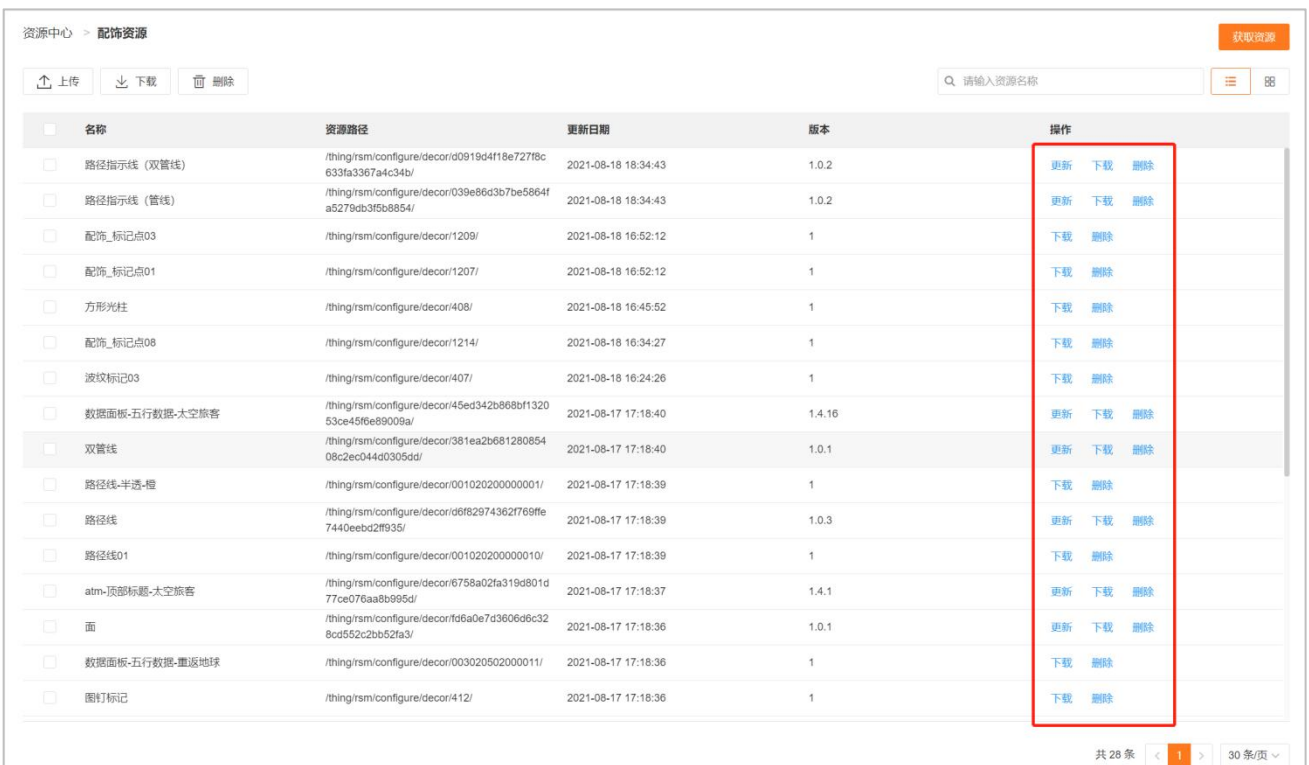 资源中心 > 配饰资源
获取资源
上传 下载 删除
请输入资源名称
名称 资源路径 更新日期 版本 操作
路径指示线（双管线） /thing/rsm/configure/decor/d0919d4f18e727f8c 2021-08-18 18:34:43 1.0.2 更新 下载 删除
633fa3367a4c34b/
路径指示线（管线） /thing/rsm/configure/decor/039e86d3b7be5864f 2021-08-18 18:34:43 1.0.2 更新 下载 删除
a5279db3f5b8854/
配饰_标记点03 /thing/rsm/configure/decor/1209/ 2021-08-18 16:52:12 1 下载 删除
配饰_标记点01 /thing/rsm/configure/decor/1207/ 2021-08-18 16:52:12 1 下载 删除
方形光柱 /thing/rsm/configure/decor/408/ 2021-08-18 16:45:52 1 下载 删除
配饰_标记点08 /thing/rsm/configure/decor/1214/ 2021-08-18 16:34:27 1 下载 删除
波纹标记03 /thing/rsm/configure/decor/407/ 2021-08-18 16:24:26 1 下载 删除
数据面板-五行数据-太空旅客 /thing/rsm/configure/decor/45ed342b868bf1320 2021-08-17 17:18:40 1.4.16 更新 下载 删除
53ce45f6e89009a/
双管线 /thing/rsm/configure/decor/381ea2b681280854 2021-08-17 17:18:40 1.0.1 更新 下载 删除
08c2ec044d0305dd/
路径线-半透-橙 /thing/rsm/configure/decor/001020200000001/ 2021-08-17 17:18:39 1 下载 删除
路径线 /thing/rsm/configure/decor/d6f82974362f769ffe 2021-08-17 17:18:39 1.0.3 更新 下载 删除
7440eebd2ff935/
路径线01 /thing/rsm/configure/decor/001020200000010/ 2021-08-17 17:18:39 1 下载 删除
atm-顶部标题-太空旅客 /thing/rsm/configure/decor/6758a02fa319d801d 2021-08-17 17:18:37 1.4.1 更新 下载 删除
77ce076aa8b995d/
面 /thing/rsm/configure/decor/fd6a0e7d3606d6c32 2021-08-17 17:18:36 1.0.1 更新 下载 删除
8cd552c2bb52fa3/
数据面板-五行数据-重返地球 /thing/rsm/configure/decor/003020502000011/ 2021-08-17 17:18:36 1 下载 删除
图钉标记 /thing/rsm/configure/decor/412/ 2021-08-17 17:18:36 1 下载 删除
共 28 条 < 1 > 30 条/页